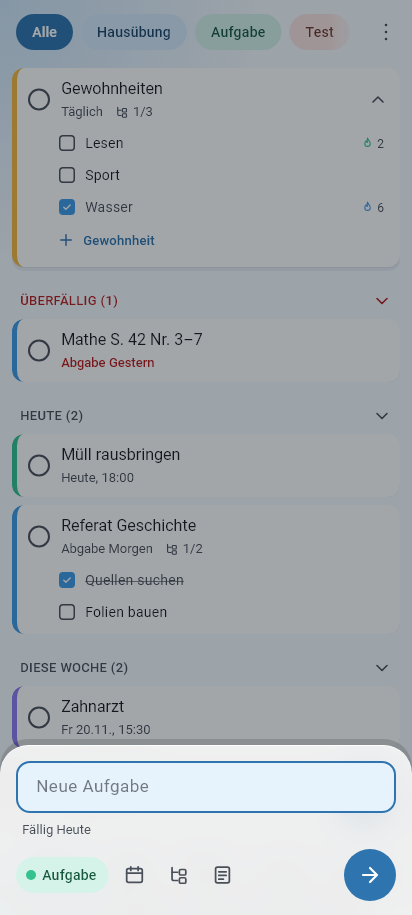 Alle Hausübung Aufgabe Test
Gewohnheiten
Täglich 1/3
Lesen 2
Sport
Wasser 6
Gewohnheit
ÜBERFÄLLIG (1)
Mathe S. 42 Nr. 3–7
Abgabe Gestern
HEUTE (2)
Müll rausbringen
Heute, 18:00
Referat Geschichte
Abgabe Morgen 1/2
Quellen suchen
Folien bauen
DIESE WOCHE (2)
Zahnarzt
Fr 20.11., 15:30
Neue Aufgabe
Fällig Heute
Aufgabe